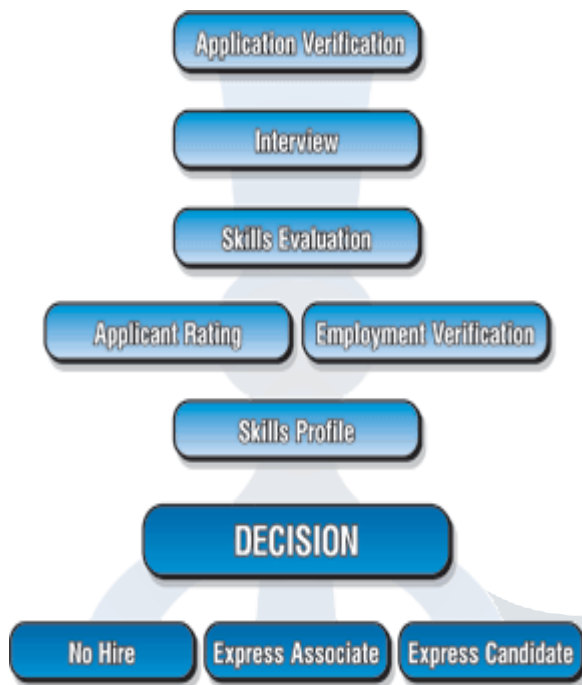 Application Verification
Interview
Skills Evaluation
Applicant Rating
Employment Verification
Skills Profile
DECISION
No Hire
Express Associate
Express Candidate